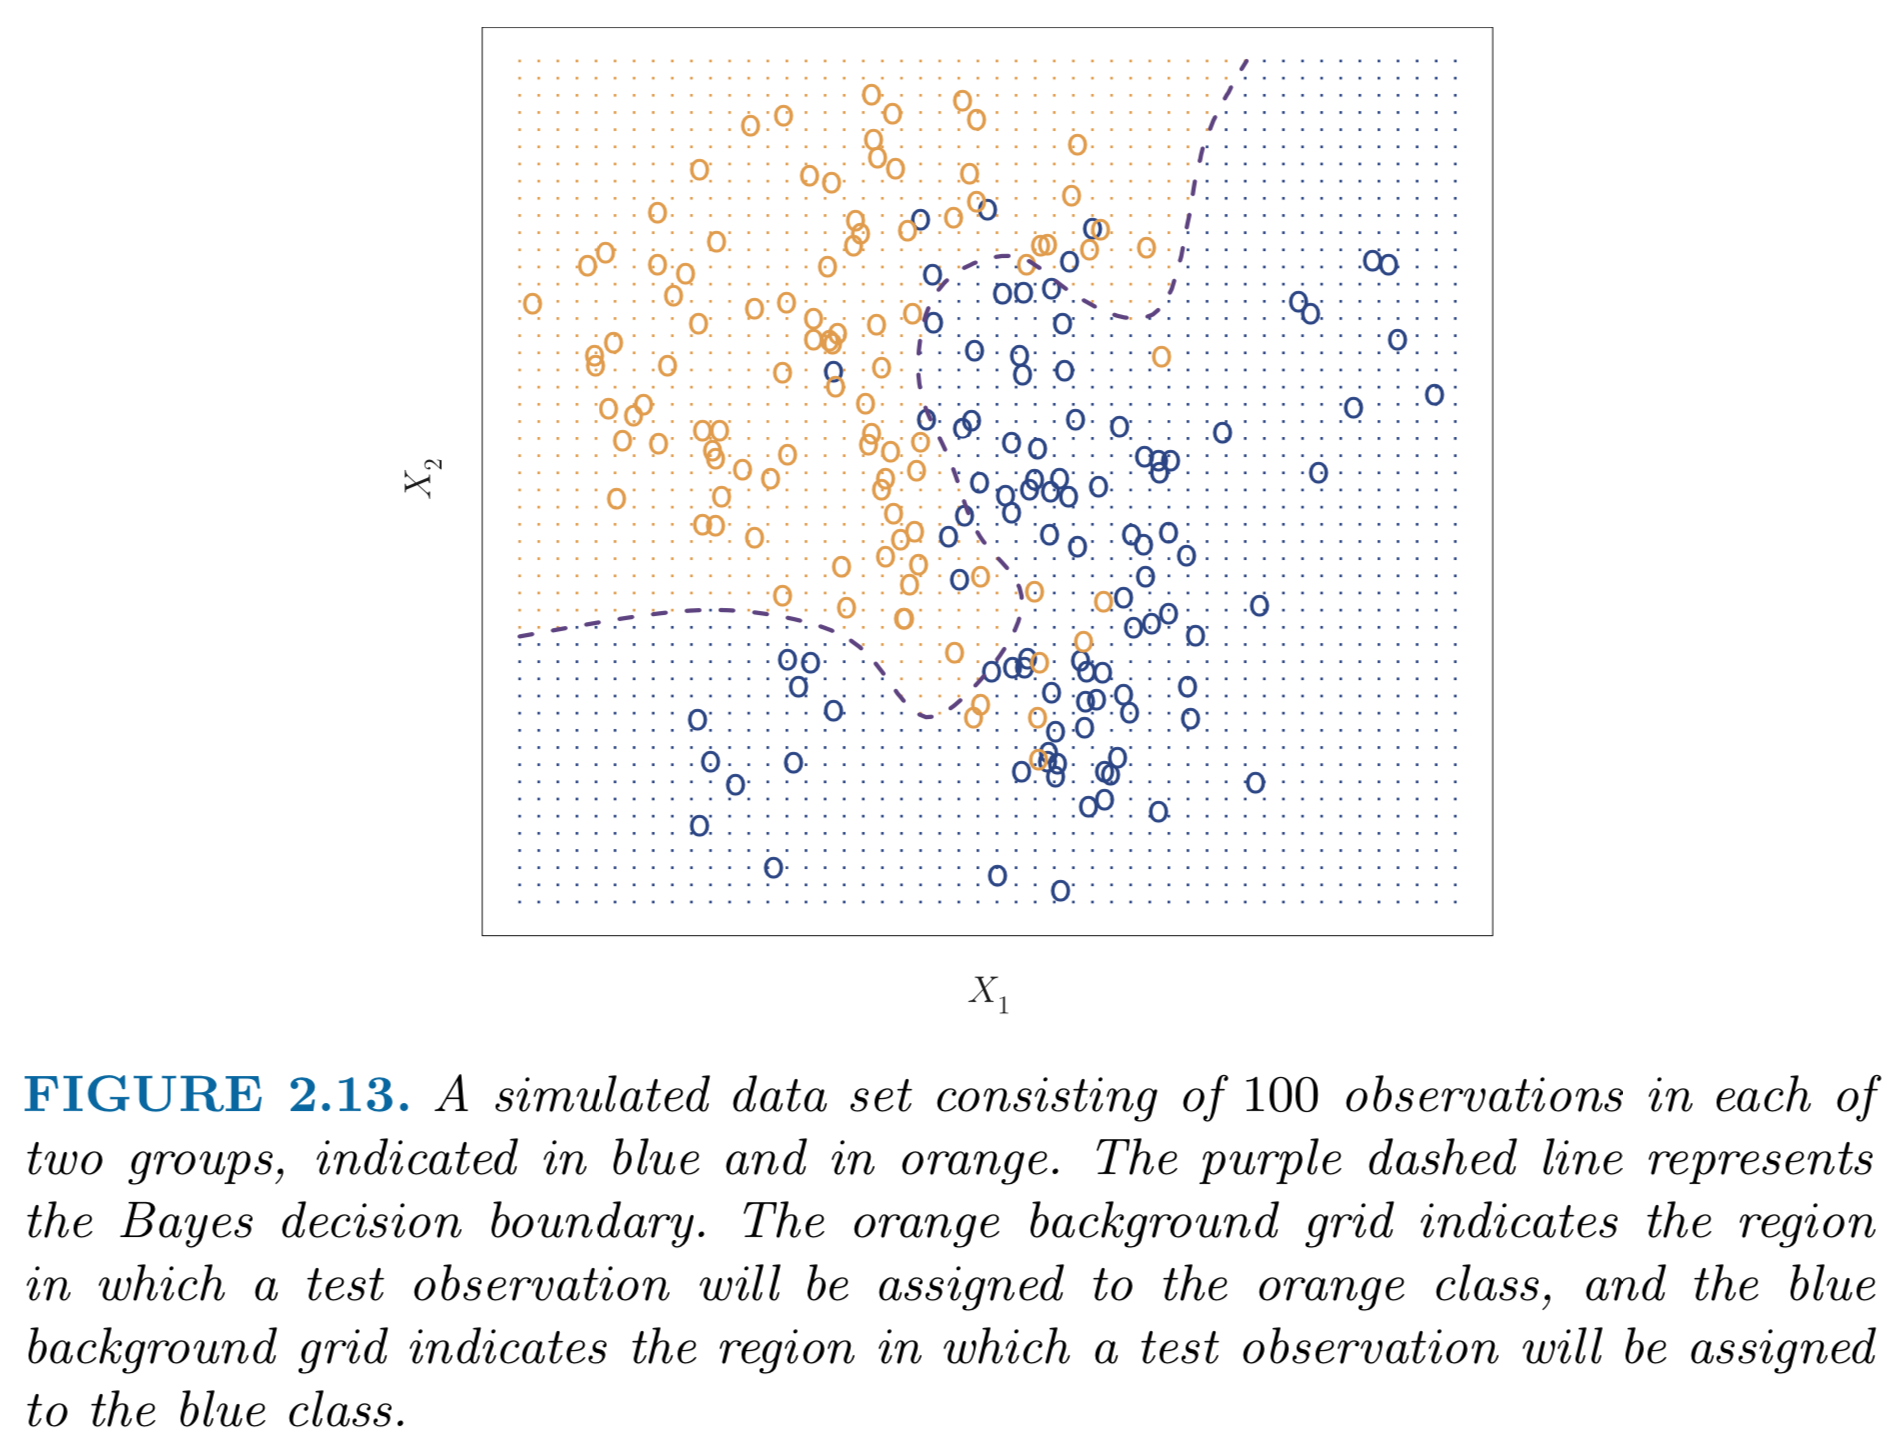 X2
X1
FIGURE 2.13. A simulated data set consisting of 100 observations in each of
two groups, indicated in blue and in orange. The purple dashed line represents
the Bayes decision boundary. The orange background grid indicates the region
in which a test observation will be assigned to the orange class, and the blue
background grid indicates the region in which a test observation will be assigned
to the blue class.